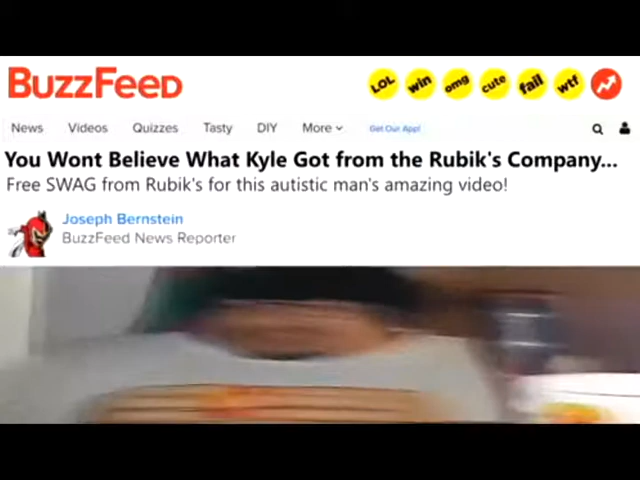 BuzzFeed
LOL win omg cute fail wtf
News Videos Quizzes Tasty DIY More Get Our App!
You Wont Believe What Kyle Got from the Rubik's Company...
Free SWAG from Rubik's for this autistic man's amazing video!
Joseph Bernstein
BuzzFeed News Reporter